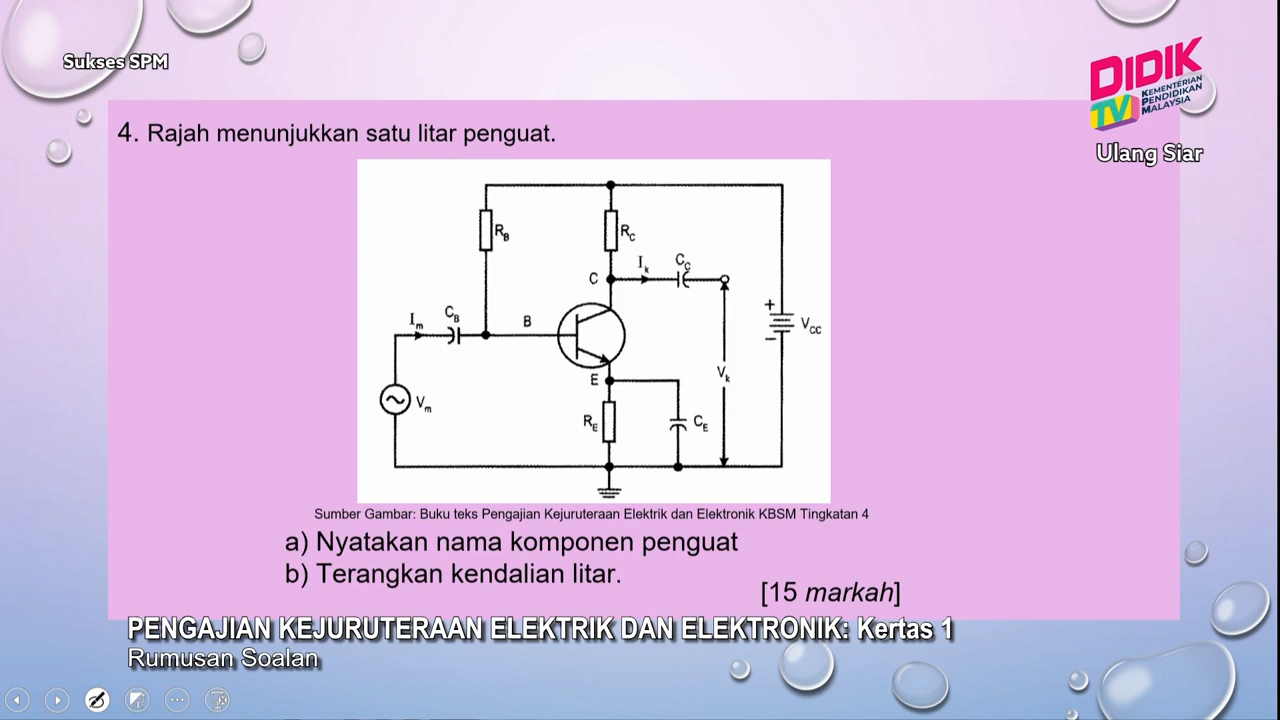 Sukses SPM
DIDIK
TV
KEMENTERIAN
PENDIDIKAN
MALAYSIA
Ulang Siar
4. Rajah menunjukkan satu litar penguat.
RB
RC
C
Ik
CC
Im
CB
B
+
VCC
−
E
Vm
RE
CE
Vk
Sumber Gambar: Buku teks Pengajian Kejuruteraan Elektrik dan Elektronik KBSM Tingkatan 4
a) Nyatakan nama komponen penguat
b) Terangkan kendalian litar.
[15 markah]
PENGAJIAN KEJURUTERAAN ELEKTRIK DAN ELEKTRONIK: Kertas 1
Rumusan Soalan